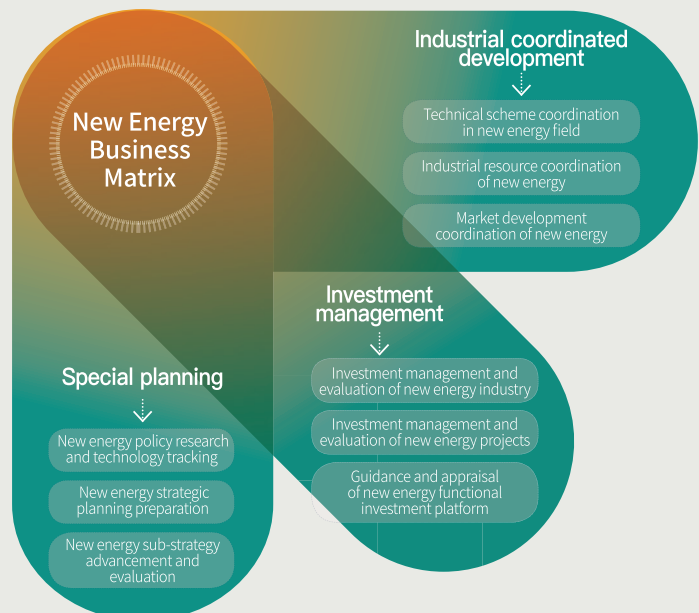 New Energy
Business
Matrix
Industrial coordinated
development
Technical scheme coordination
in new energy field
Industrial resource coordination
of new energy
Market development
coordination of new energy
Investment
management
Investment management and
evaluation of new energy industry
Investment management and
evaluation of new energy projects
Guidance and appraisal
of new energy functional
investment platform
Special planning
New energy policy research
and technology tracking
New energy strategic
planning preparation
New energy sub-strategy
advancement and
evaluation